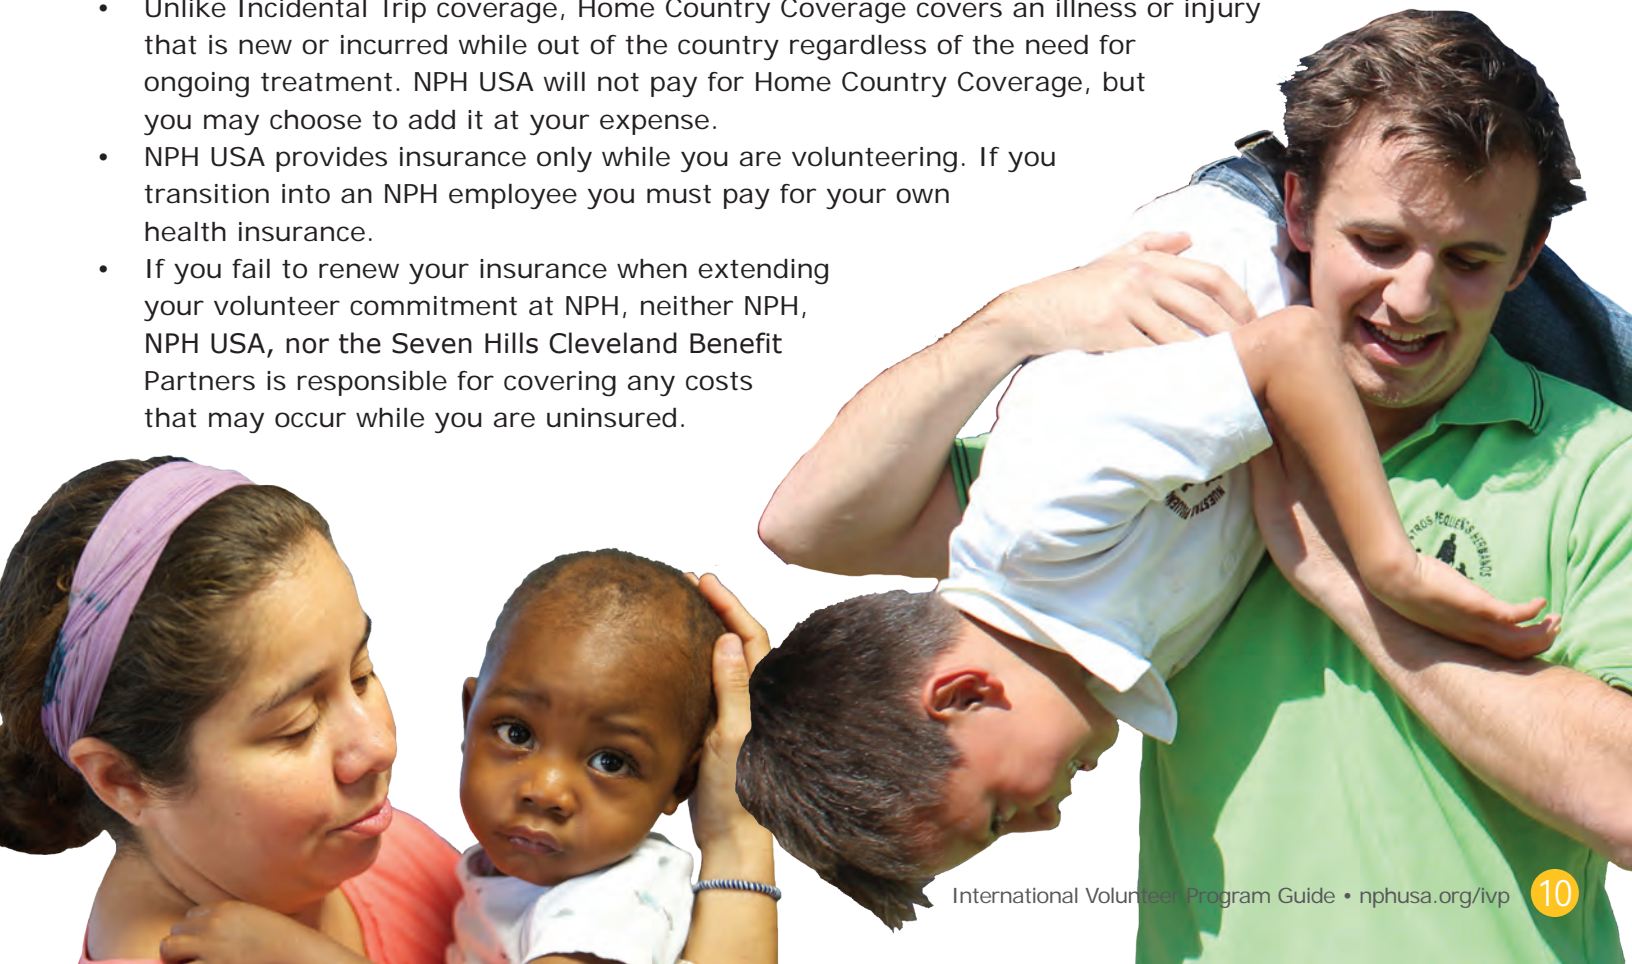 • Unlike Incidental Trip coverage, Home Country Coverage covers an illness or injury
that is new or incurred while out of the country regardless of the need for
ongoing treatment. NPH USA will not pay for Home Country Coverage, but
you may choose to add it at your expense.
• NPH USA provides insurance only while you are volunteering. If you
transition into an NPH employee you must pay for your own
health insurance.
• If you fail to renew your insurance when extending
your volunteer commitment at NPH, neither NPH,
NPH USA, nor the Seven Hills Cleveland Benefit
Partners is responsible for covering any costs
that may occur while you are uninsured.
PEQUEÑOS HERMANOS
International Volunteer Program Guide • nphusa.org/ivp 10